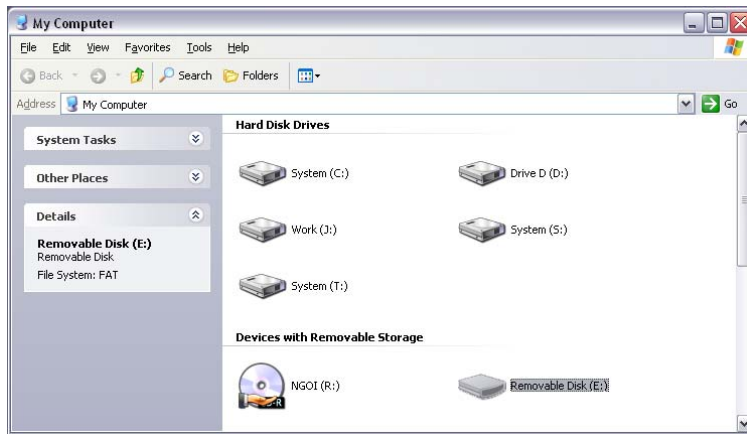 My Computer
File Edit View Favorites Tools Help
Back Search Folders
Address My Computer Go
System Tasks
Other Places
Details
Removable Disk (E:)
Removable Disk
File System: FAT
Hard Disk Drives
System (C:) Drive D (D:)
Work (J:) System (S:)
System (T:)
Devices with Removable Storage
NGOI (R:) Removable Disk (E:)
-R